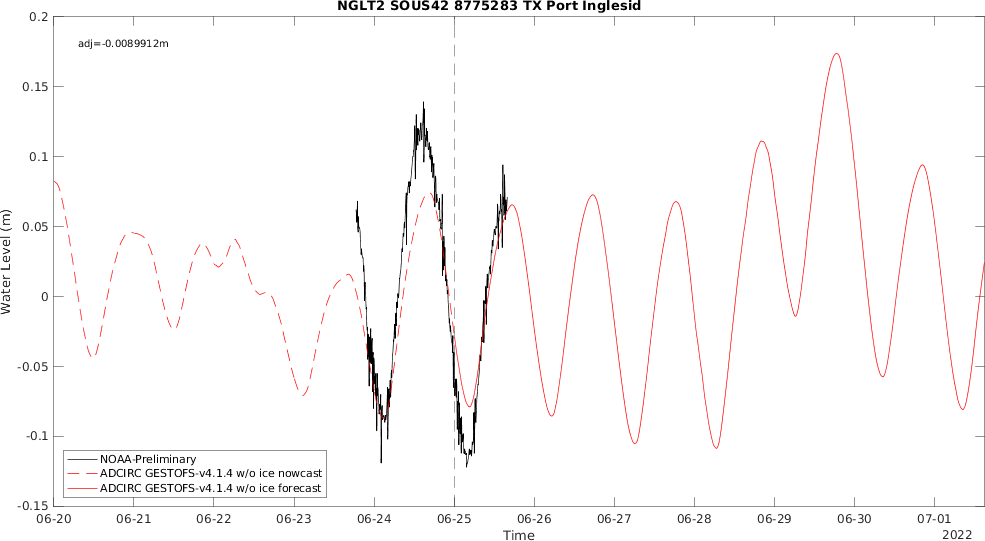 NGLT2 SOUS42 8775283 TX Port Inglesid
adj=-0.0089912m
Water Level (m)
0.2
0.15
0.1
0.05
0
-0.05
-0.1
-0.15
NOAA-Preliminary
ADCIRC GESTOFS-v4.1.4 w/o ice nowcast
ADCIRC GESTOFS-v4.1.4 w/o ice forecast
06-20 06-21 06-22 06-23 06-24 06-25 06-26 06-27 06-28 06-29 06-30 07-01
Time
2022